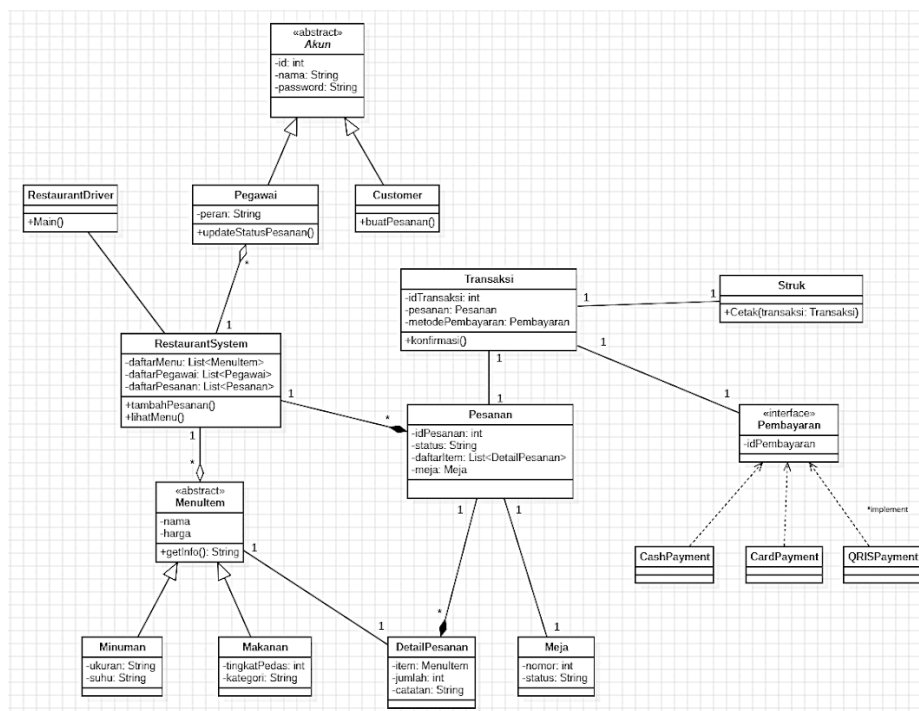 «abstract»
Akun
-id: int
-nama: String
-password: String
RestaurantDriver
+Main()
Pegawai
-peran: String
+updateStatusPesanan()
Customer
+buatPesanan()
*
1
Transaksi
-idTransaksi: int
-pesanan: Pesanan
-metodePembayaran: Pembayaran
+konfirmasi()
1
1
Struk
+Cetak(transaksi: Transaksi)
1
1
RestaurantSystem
-daftarMenu: List<MenuItem>
-daftarPegawai: List<Pegawai>
-daftarPesanan: List<Pesanan>
+tambahPesanan()
+lihatMenu()
1
*
1
1
Pesanan
-idPesanan: int
-status: String
-daftarItem: List<DetailPesanan>
-meja: Meja
1
«interface»
Pembayaran
-idPembayaran
1
*
«abstract»
MenuItem
-nama
-harga
+getInfo(): String
1
1
1
*implement
CashPayment
CardPayment
QRISPayment
*
1
1
Minuman
-ukuran: String
-suhu: String
Makanan
-tingkatPedas: int
-kategori: String
DetailPesanan
-item: MenuItem
-jumlah: int
-catatan: String
Meja
-nomor: int
-status: String